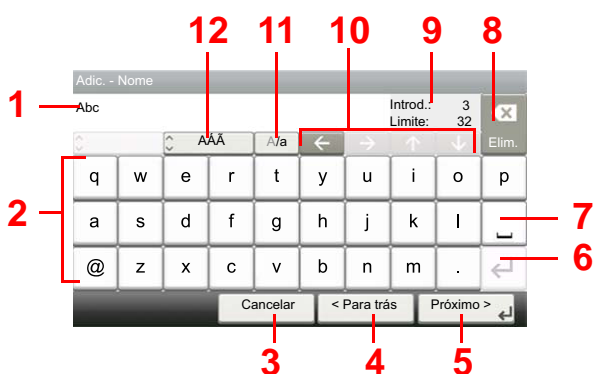 12 11 10 9 8
Adic. - Nome
1 Abc Introd.: 3
Limite: 32
AÁÃ A/a ← → ↑ ↓ Elim.
q w e r t y u i o p
2 a s d f g h j k l 7
@ z x c v b n m . 6
Cancelar < Para trás Próximo >
3 4 5